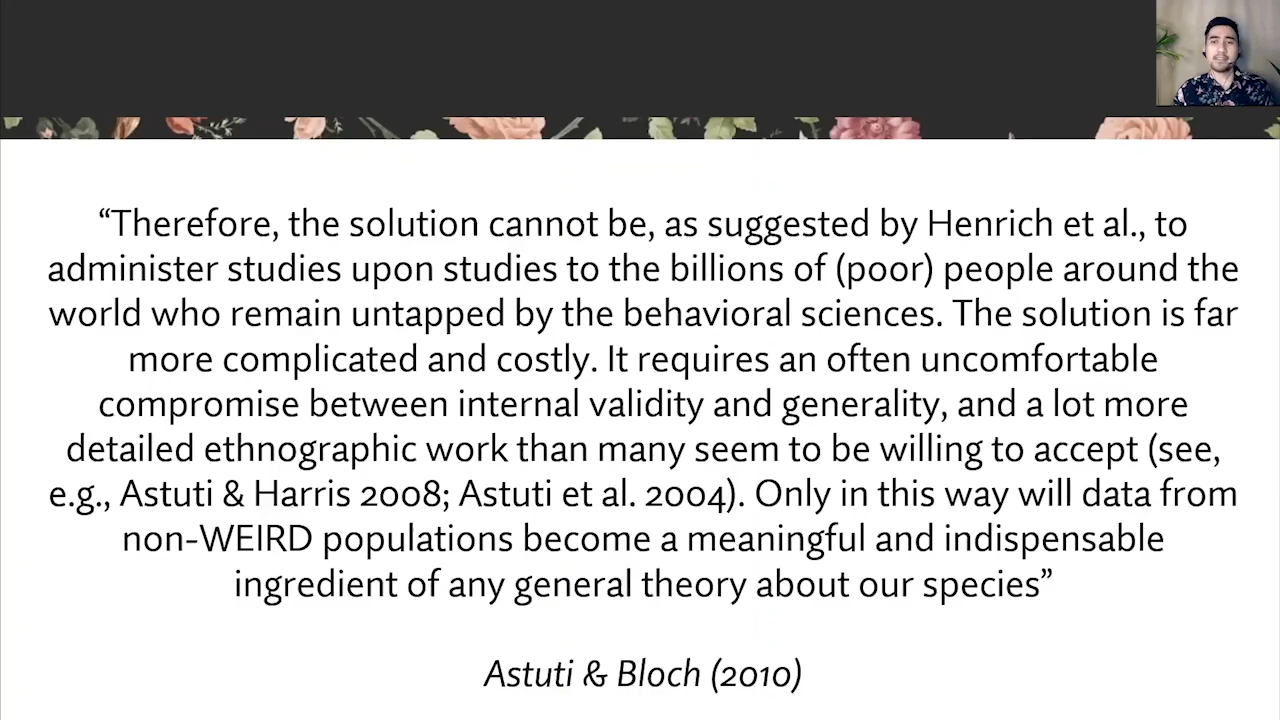 “Therefore, the solution cannot be, as suggested by Henrich et al., to
administer studies upon studies to the billions of (poor) people around the
world who remain untapped by the behavioral sciences. The solution is far
more complicated and costly. It requires an often uncomfortable
compromise between internal validity and generality, and a lot more
detailed ethnographic work than many seem to be willing to accept (see,
e.g., Astuti & Harris 2008; Astuti et al. 2004). Only in this way will data from
non-WEIRD populations become a meaningful and indispensable
ingredient of any general theory about our species”
Astuti & Bloch (2010)